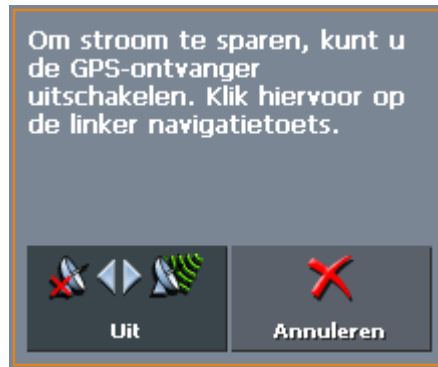 Om stroom te sparen, kunt u
de GPS-ontvanger
uitschakelen. Klik hiervoor op
de linker navigatietoets.
Uit
Annuleren